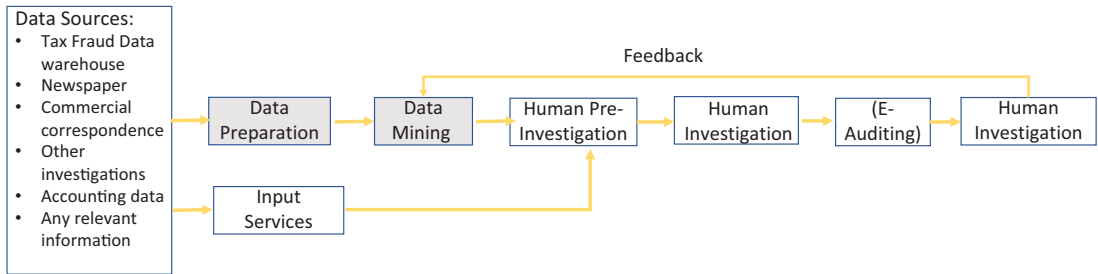 Data Sources:
• Tax Fraud Data
warehouse
• Newspaper
• Commercial
correspondence
• Other
investigations
• Accounting data
• Any relevant
information
Feedback
Data
Preparation
Data
Mining
Human Pre-
Investigation
Human
Investigation
(E-
Auditing)
Human
Investigation
Input
Services